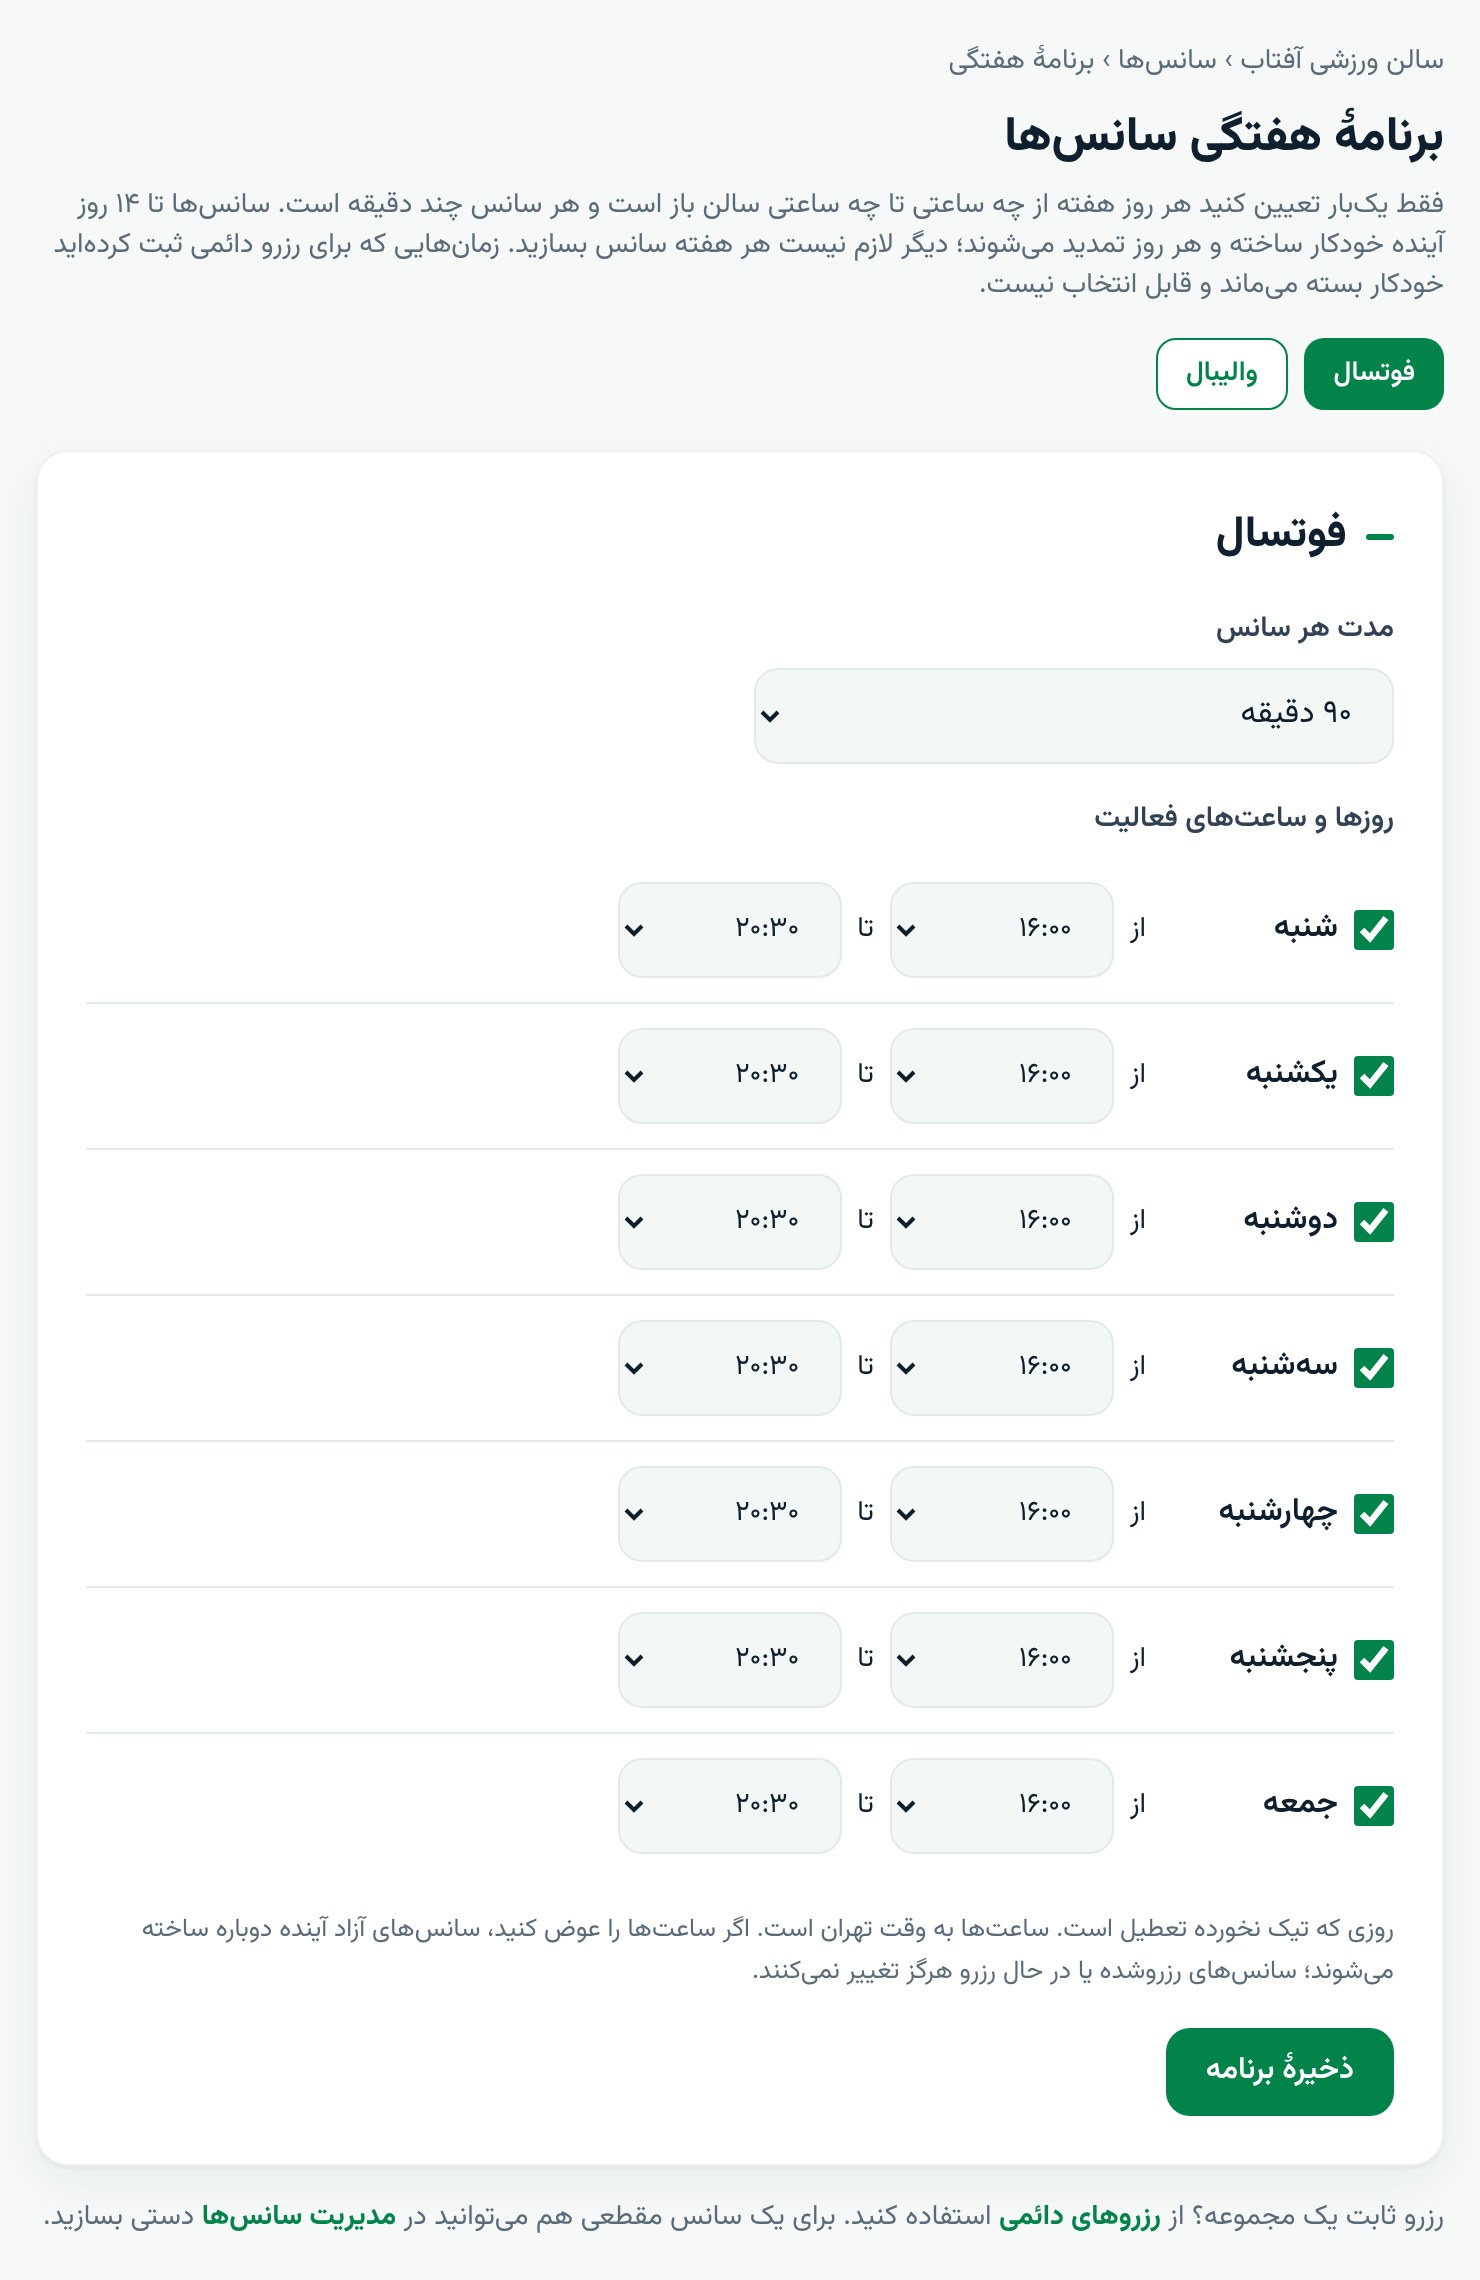 سالن ورزشی آفتاب › سانس‌ها › برنامهٔ هفتگی
برنامهٔ هفتگی سانس‌ها
فقط یک‌بار تعیین کنید هر روز هفته از چه ساعتی تا چه ساعتی سالن باز است و هر سانس چند دقیقه است. سانس‌ها تا ۱۴ روز
آینده خودکار ساخته و هر روز تمدید می‌شوند؛ دیگر لازم نیست هر هفته سانس بسازید. زمان‌هایی که برای رزرو دائمی ثبت کرده‌اید
خودکار بسته می‌ماند و قابل انتخاب نیست.
فوتسال والیبال
فوتسال
مدت هر سانس
۹۰ دقیقه
روزها و ساعت‌های فعالیت
شنبه از ۱۶:۰۰ تا ۲۰:۳۰
یکشنبه از ۱۶:۰۰ تا ۲۰:۳۰
دوشنبه از ۱۶:۰۰ تا ۲۰:۳۰
سه‌شنبه از ۱۶:۰۰ تا ۲۰:۳۰
چهارشنبه از ۱۶:۰۰ تا ۲۰:۳۰
پنجشنبه از ۱۶:۰۰ تا ۲۰:۳۰
جمعه از ۱۶:۰۰ تا ۲۰:۳۰
روزی که تیک نخورده تعطیل است. ساعت‌ها به وقت تهران است. اگر ساعت‌ها را عوض کنید، سانس‌های آزاد آینده دوباره ساخته
می‌شوند؛ سانس‌های رزروشده یا در حال رزرو هرگز تغییر نمی‌کنند.
ذخیرهٔ برنامه
رزرو ثابت یک مجموعه؟ از رزروهای دائمی استفاده کنید. برای یک سانس مقطعی هم می‌توانید در مدیریت سانس‌ها دستی بسازید.